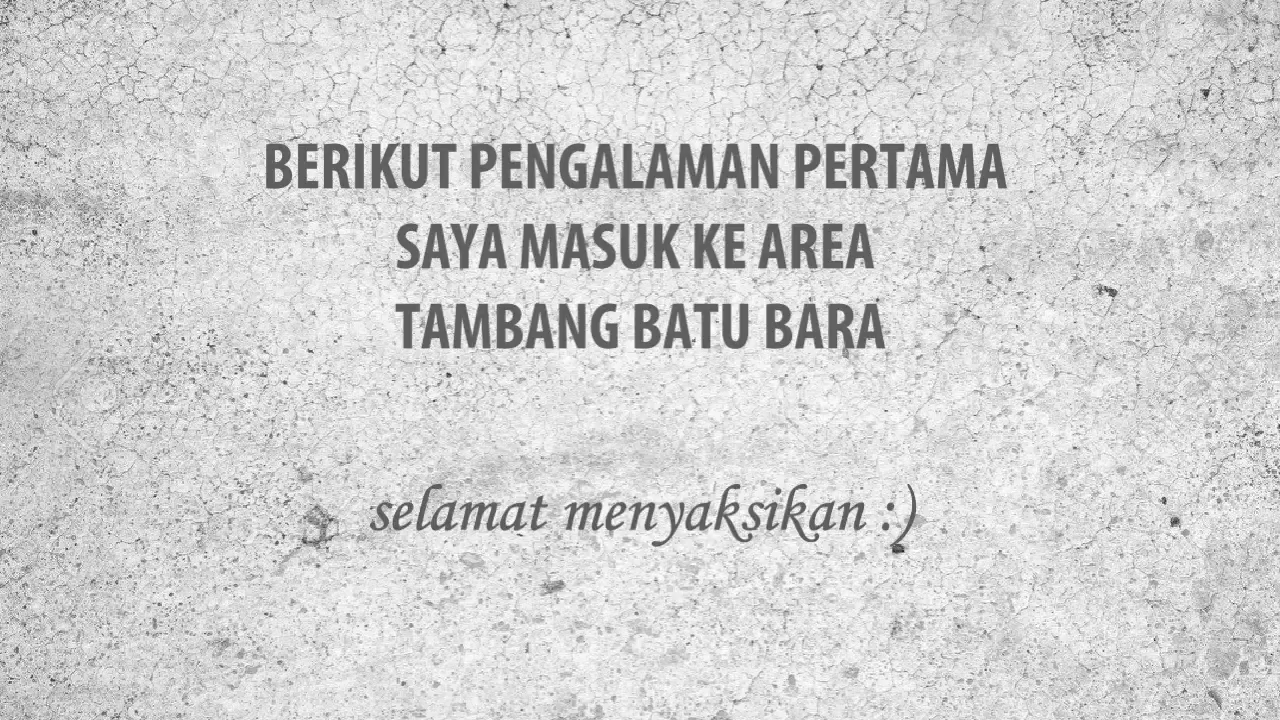 BERIKUT PENGALAMAN PERTAMA
SAYA MASUK KE AREA
TAMBANG BATU BARA
selamat menyaksikan :)